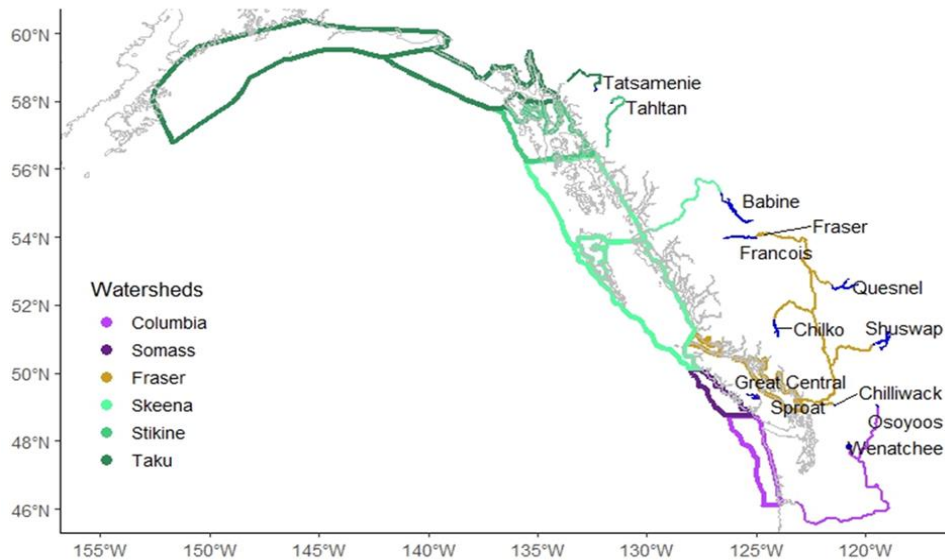 60°N
58°N
56°N
54°N
52°N
50°N
48°N
46°N
Tatsamenie
Tahltan
Babine
Fraser
Francois
Quesnel
Chilko
Shuswap
Great Central
Sproat
Chilliwack
Osoyoos
Wenatchee
Watersheds
Columbia
Somass
Fraser
Skeena
Stikine
Taku
155°W
150°W
145°W
140°W
135°W
130°W
125°W
120°W